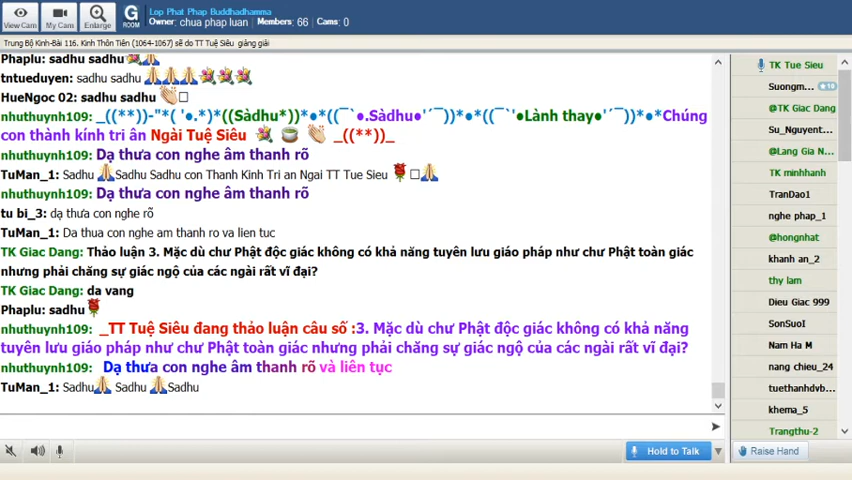 View Cam
My Cam
Enlarge
G
ROOM
Lop Phat Phap Buddhadhamma
Owner: chua phap luan Members: 66 Cams: 0
Trung Bộ Kinh-Bài 116. Kinh Thôn Tiên (1064-1067) sẽ do TT Tuệ Siêu giảng giải
Phaplu: sadhu sadhu
tntueduyen: sadhu sadhu
HueNgoc 02: sadhu sadhu
nhuthuynh109: _((**))-"*( '●.*)*((Sàdhu*))*●*((¯`●.Sàdhu●'´¯))*●*((¯`'●Lành thay●'´¯))*●*Chúng
con thành kính tri ân Ngài Tuệ Siêu _((**))_
nhuthuynh109: Dạ thưa con nghe âm thanh rõ
TuMan_1: Sadhu Sadhu Sadhu con Thanh Kinh Tri an Ngai TT Tue Sieu
nhuthuynh109: Dạ thưa con nghe âm thanh rõ
tu bi_3: dạ thưa con nghe rõ
TuMan_1: Da thua con nghe am thanh ro va lien tuc
TK Giac Dang: Thảo luận 3. Mặc dù chư Phật độc giác không có khả năng tuyên lưu giáo pháp như chư Phật toàn giác
nhưng phải chăng sự giác ngộ của các ngài rất vĩ đại?
TK Giac Dang: da vang
Phaplu: sadhu
nhuthuynh109: _TT Tuệ Siêu đang thảo luận câu số :3. Mặc dù chư Phật độc giác không có khả năng
tuyên lưu giáo pháp như chư Phật toàn giác nhưng phải chăng sự giác ngộ của các ngài rất vĩ đại?
nhuthuynh109: Dạ thưa con nghe âm thanh rõ và liên tục
TuMan_1: Sadhu Sadhu Sadhu
Hold to Talk
TK Tue Sieu
Suongm... ★10
@TK Giac Dang
Su_Nguyent...
@Lang Gia N...
TK minhhanh
TranDao1
nghe phap_1
@hongnhat
khanh an_2
thy lam
Dieu Giac 999
SonSuoI
Nam Ha M
nang chieu_24
tuethanhdvb...
khema_5
Trangthu-2
Raise Hand